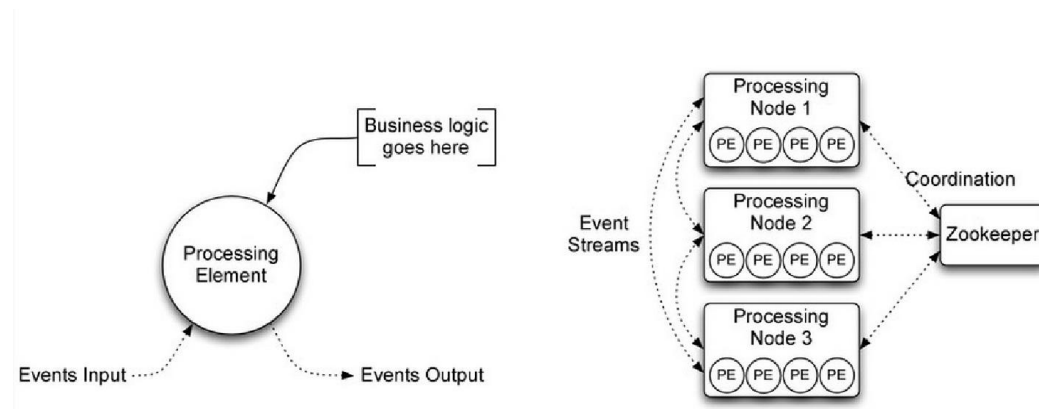 Business logic
goes here
Processing
Element
Events Input
Events Output
Event
Streams
Processing
Node 1
PE PE PE PE
Processing
Node 2
PE PE PE PE
Processing
Node 3
PE PE PE PE
Coordination
Zookeeper